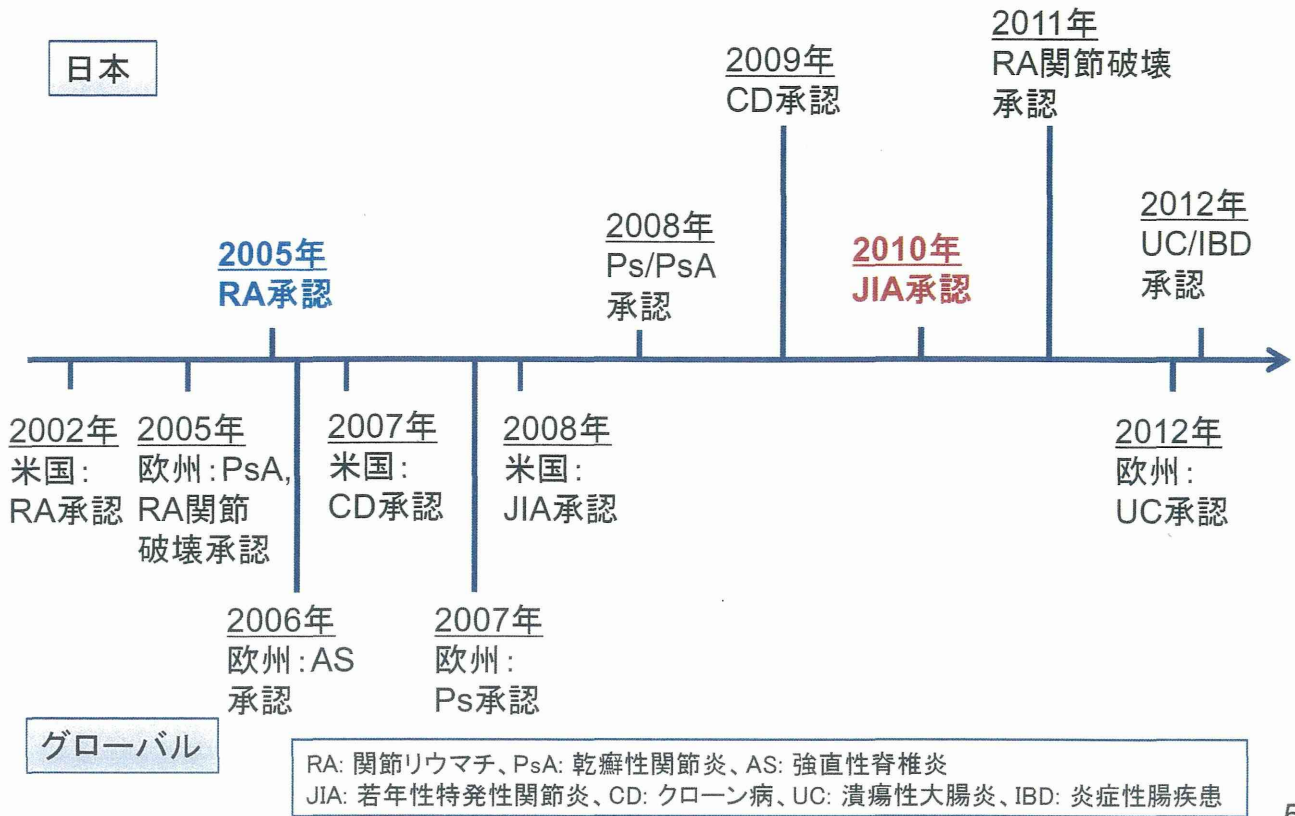 日本
2005年
RA承認
2008年
Ps/PsA
承認
2009年
CD承認
2010年
JIA承認
2011年
RA関節破壊
承認
2012年
UC/IBD
承認
2002年
米国：
RA承認
2005年
欧州：PsA,
RA関節
破壊承認
2006年
欧州：AS
承認
2007年
米国：
CD承認
2007年
欧州：
Ps承認
2008年
米国：
JIA承認
2012年
欧州：
UC承認
グローバル
RA: 関節リウマチ、PsA: 乾癬性関節炎、AS: 強直性脊椎炎
JIA: 若年性特発性関節炎、CD: クローン病、UC: 潰瘍性大腸炎、IBD: 炎症性腸疾患
5